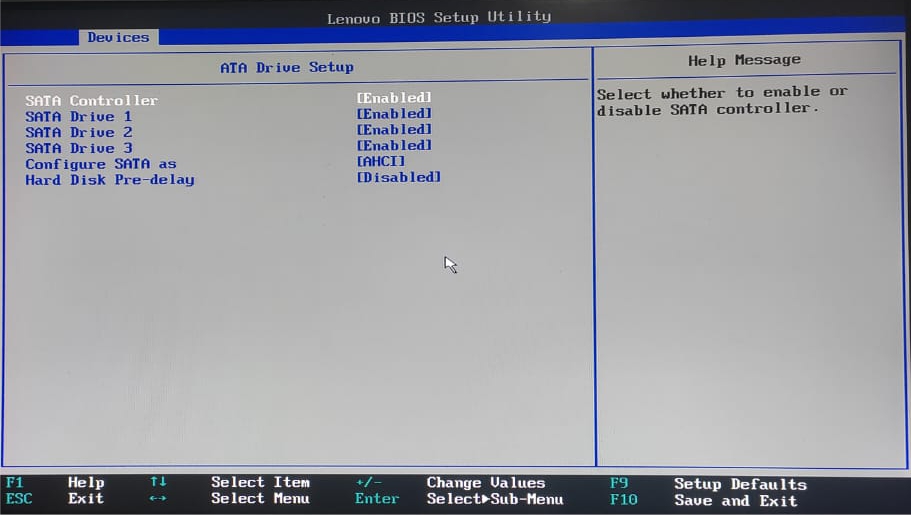 Lenovo BIOS Setup Utility
Devices
ATA Drive Setup
SATA Controller [Enabled]
SATA Drive 1 [Enabled]
SATA Drive 2 [Enabled]
SATA Drive 3 [Enabled]
Configure SATA as [AHCI]
Hard Disk Pre-delay [Disabled]
Help Message
Select whether to enable or
disable SATA controller.
F1 Help ↑↓ Select Item +/- Change Values F9 Setup Defaults
ESC Exit ↔ Select Menu Enter Select▶Sub-Menu F10 Save and Exit